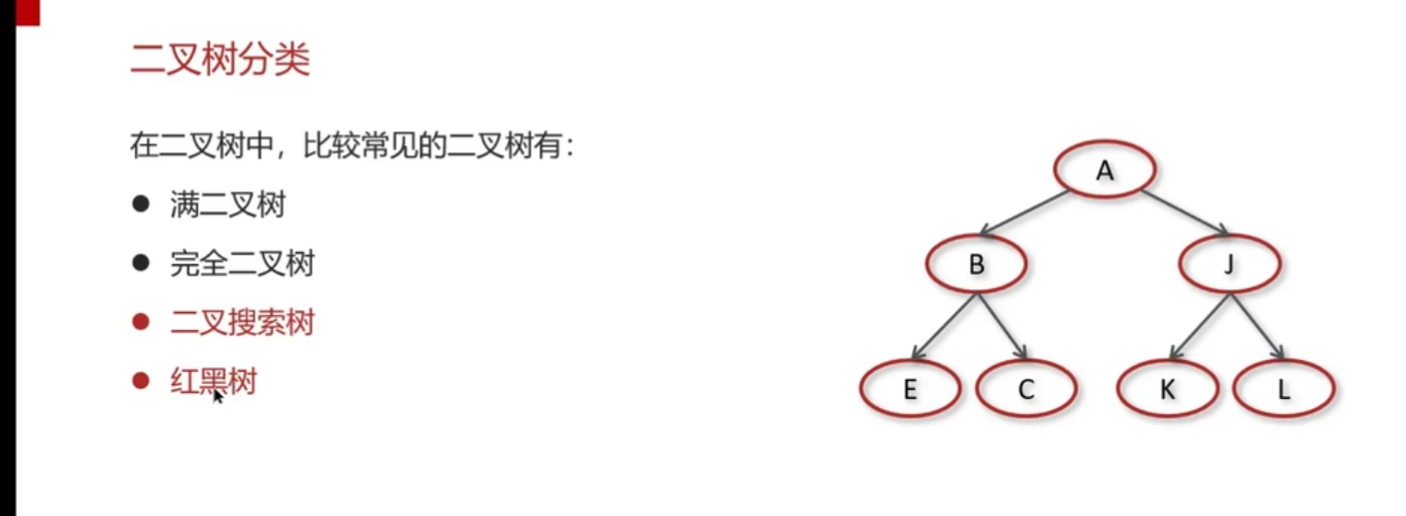 二叉树分类
在二叉树中，比较常见的二叉树有：
● 满二叉树
● 完全二叉树
● 二叉搜索树
● 红黑树
A
B J
E C K L